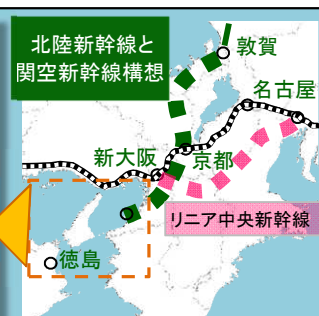 北陸新幹線と
関空新幹線構想
敦賀
名古屋
新大阪
京都
リニア中央新幹線
徳島